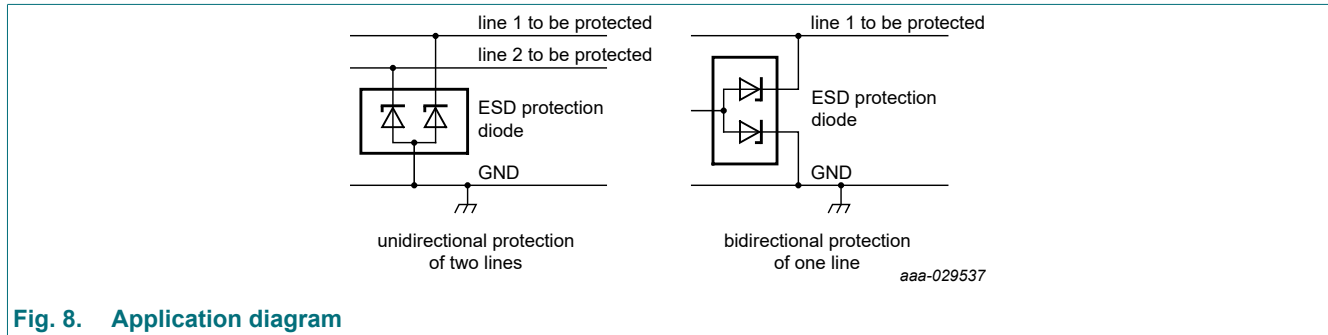 line 1 to be protected
line 2 to be protected
ESD protection
diode
GND
unidirectional protection
of two lines
line 1 to be protected
ESD protection
diode
GND
bidirectional protection
of one line
aaa-029537
Fig. 8. Application diagram